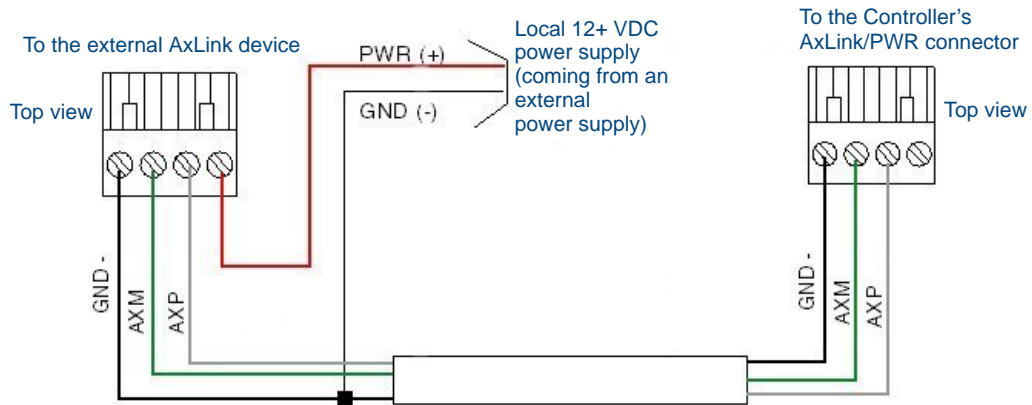 To the external AxLink device
Top view
PWR (+)
GND (-)
Local 12+ VDC
power supply
(coming from an
external
power supply)
To the Controller's
AxLink/PWR connector
Top view
GND -
AXM
AXP
GND -
AXM
AXP